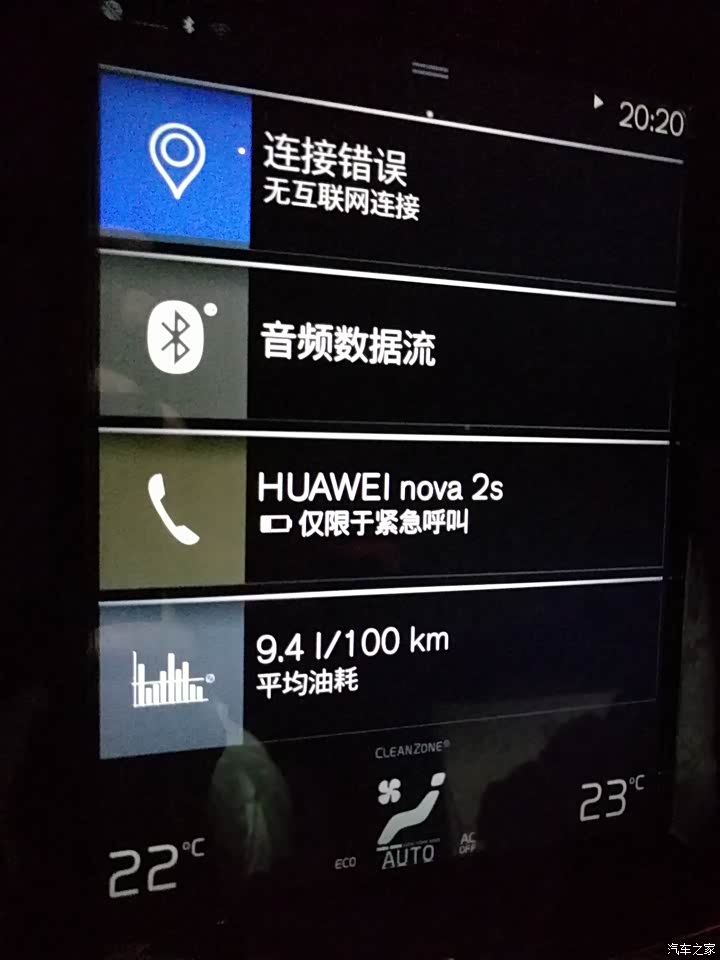 20:20
连接错误
无互联网连接
音频数据流
HUAWEI nova 2s
仅限于紧急呼叫
9.4 l/100 km
平均油耗
CLEANZONE®
22°C
23°C
ECO
AUTO
AC
OFF
汽车之家